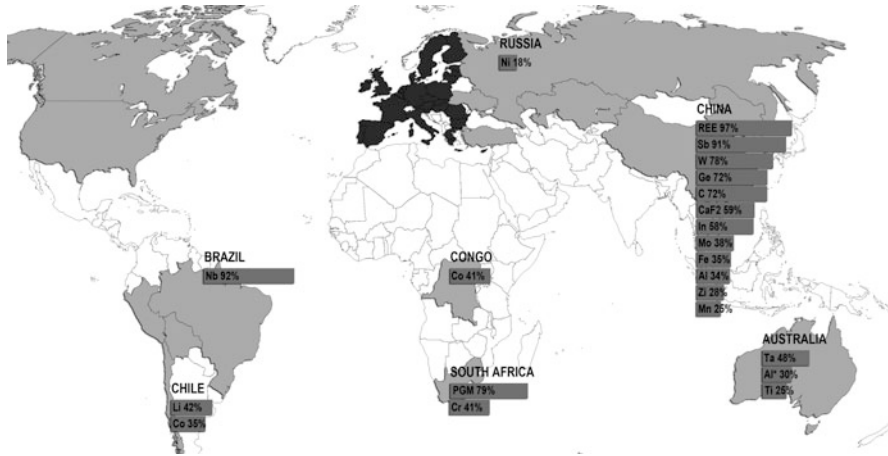 RUSSIA
Ni 18%
CHINA
REE 97%
Sb 91%
W 78%
Ge 72%
C 72%
CaF2 59%
In 58%
Mo 38%
Fe 35%
Al 34%
Zi 28%
Mn 25%
BRAZIL
Nb 92%
CONGO
Co 41%
AUSTRALIA
Ta 48%
Al* 30%
Ti 25%
SOUTH AFRICA
PGM 79%
Cr 41%
CHILE
Li 42%
Co 35%